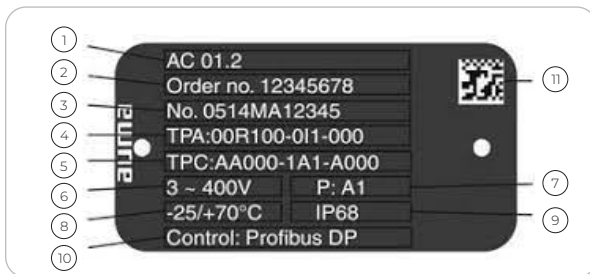 1 AC 01.2
2 Order no. 12345678
3 No. 0514MA12345
4 TPA:00R100-0I1-000
5 TPC:AA000-1A1-A000
6 3 ~ 400V P: A1 7
8 -25/+70°C IP68 9
10 Control: Profibus DP
11
auma